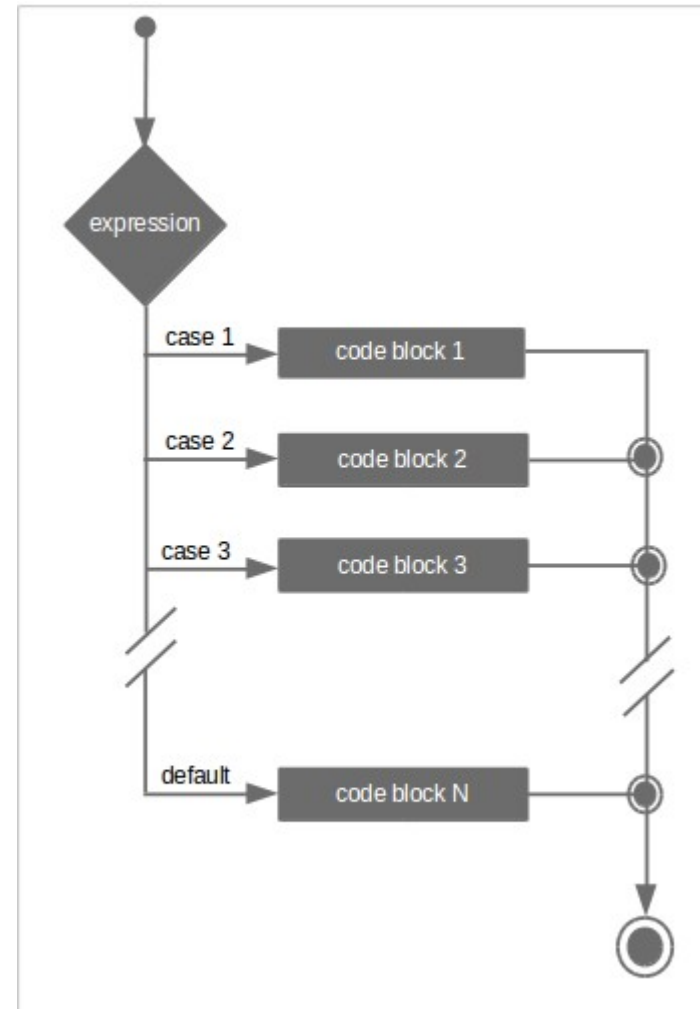 expression
case 1
code block 1
case 2
code block 2
case 3
code block 3
default
code block N